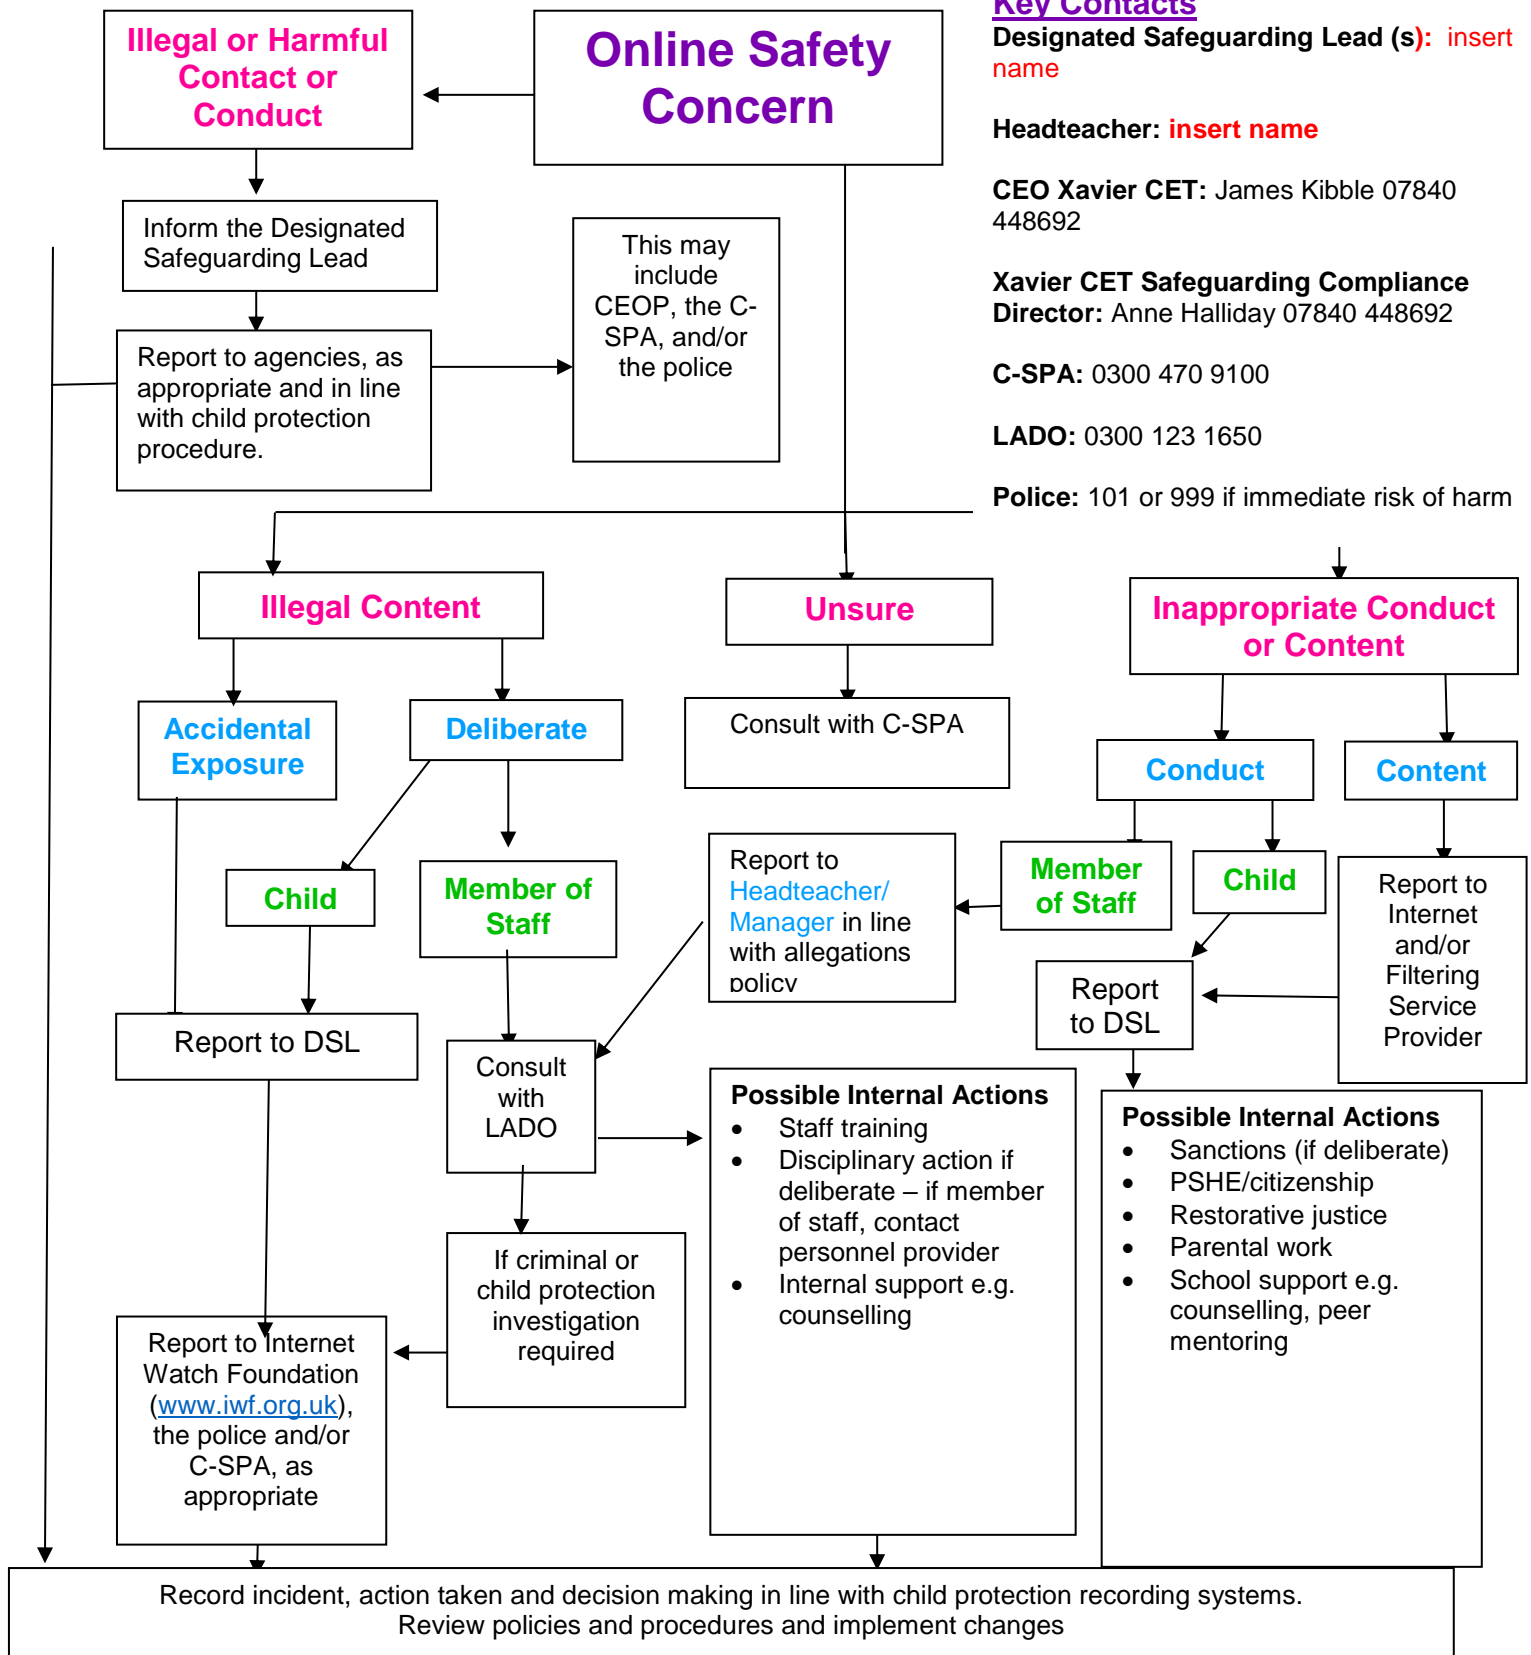 Illegal or Harmful
Contact or
Conduct
Online Safety
Concern
Key Contacts
Designated Safeguarding Lead (s): insert
name
Headteacher: insert name
CEO Xavier CET: James Kibble 07840
448692
Xavier CET Safeguarding Compliance
Director: Anne Halliday 07840 448692
C-SPA: 0300 470 9100
LADO: 0300 123 1650
Police: 101 or 999 if immediate risk of harm
Inform the Designated
Safeguarding Lead
This may
include
CEOP, the C-
SPA, and/or
the police
Report to agencies, as
appropriate and in line
with child protection
procedure.
Illegal Content
Unsure
Inappropriate Conduct
or Content
Accidental
Exposure
Deliberate
Consult with C-SPA
Conduct
Content
Child
Member of
Staff
Report to
Headteacher/
Manager in line
with allegations
policy
Member
of Staff
Child
Report to
Internet
and/or
Filtering
Service
Provider
Report to DSL
Report
to DSL
Consult
with
LADO
Possible Internal Actions
• Staff training
• Disciplinary action if
deliberate – if member
of staff, contact
personnel provider
• Internal support e.g.
counselling
Possible Internal Actions
• Sanctions (if deliberate)
• PSHE/citizenship
• Restorative justice
• Parental work
• School support e.g.
counselling, peer
mentoring
If criminal or
child protection
investigation
required
Report to Internet
Watch Foundation
(www.iwf.org.uk),
the police and/or
C-SPA, as
appropriate
Record incident, action taken and decision making in line with child protection recording systems.
Review policies and procedures and implement changes